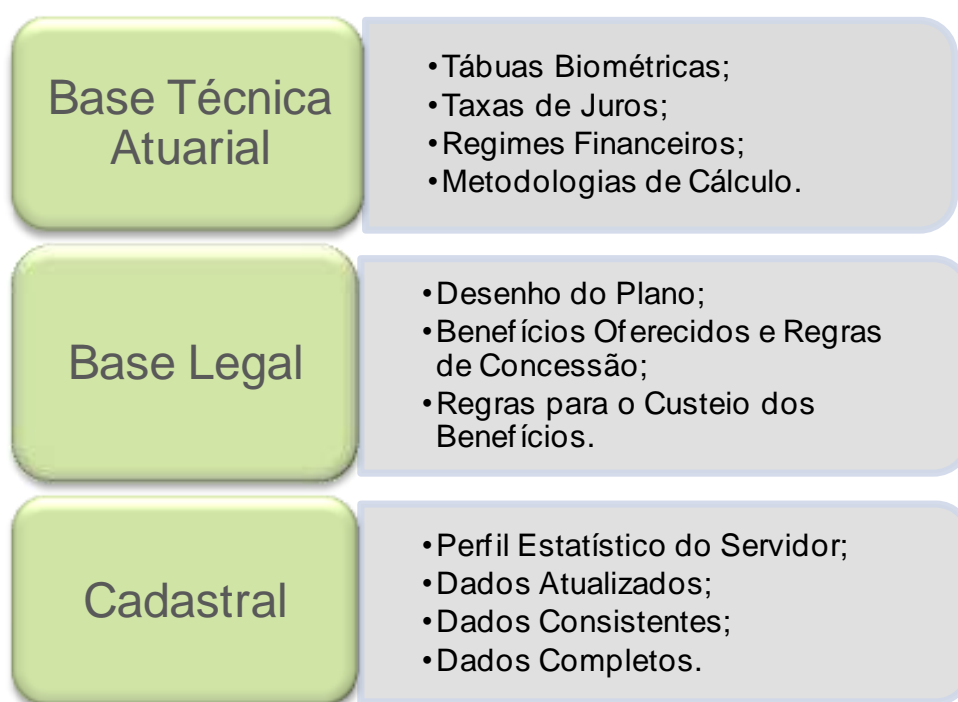 Base Técnica
Atuarial
•Tábuas Biométricas;
•Taxas de Juros;
•Regimes Financeiros;
•Metodologias de Cálculo.
Base Legal
•Desenho do Plano;
•Benefícios Oferecidos e Regras
de Concessão;
•Regras para o Custeio dos
Benefícios.
Cadastral
•Perfil Estatístico do Servidor;
•Dados Atualizados;
•Dados Consistentes;
•Dados Completos.